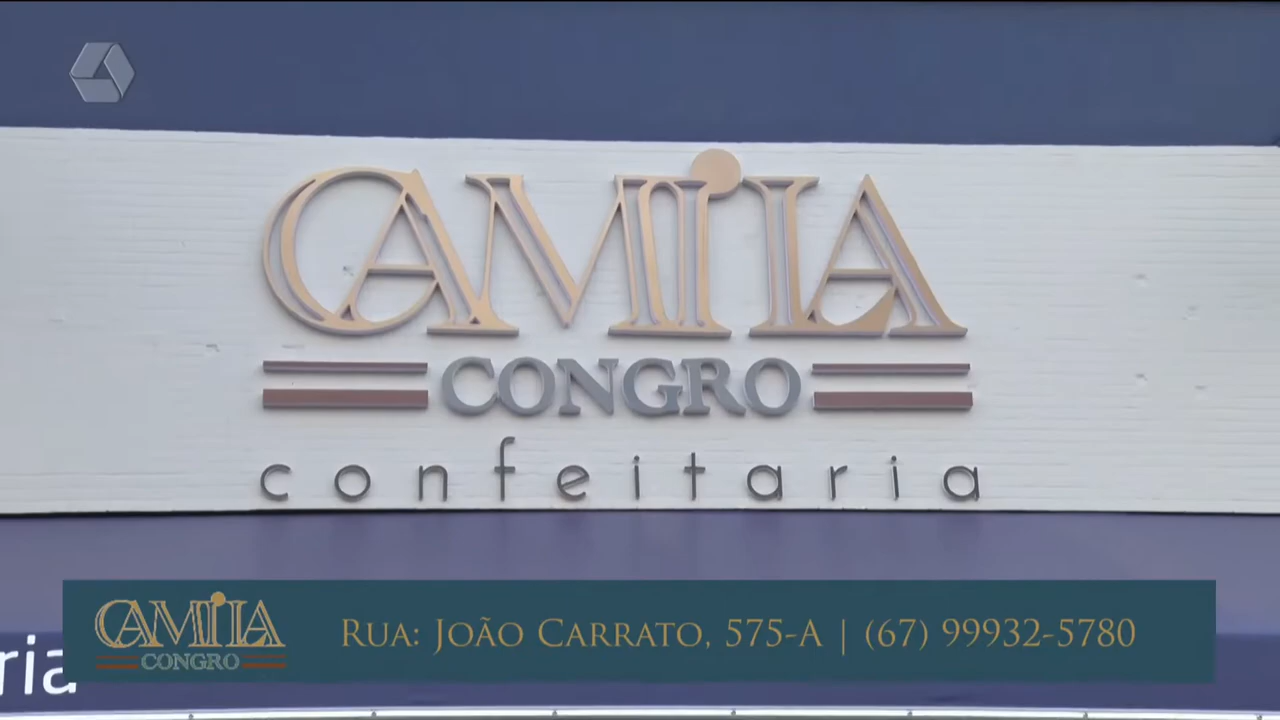 CAMILA
CONGRO
confeitaria
CAMILA
CONGRO
RUA: JOÃO CARRATO, 575-A | (67) 99932-5780
ria